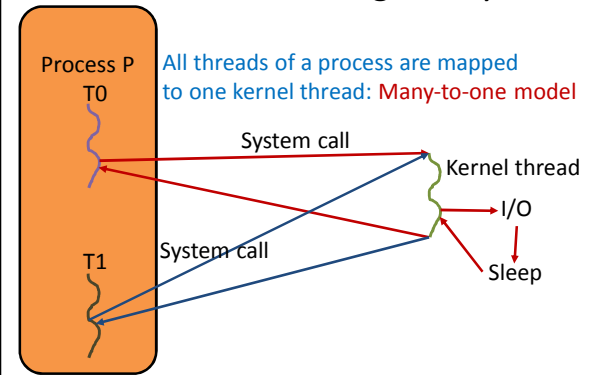 Process P
All threads of a process are mapped
T0
to one kernel thread: Many-to-one model
System call
Kernel thread
I/O
System call
T1
Sleep